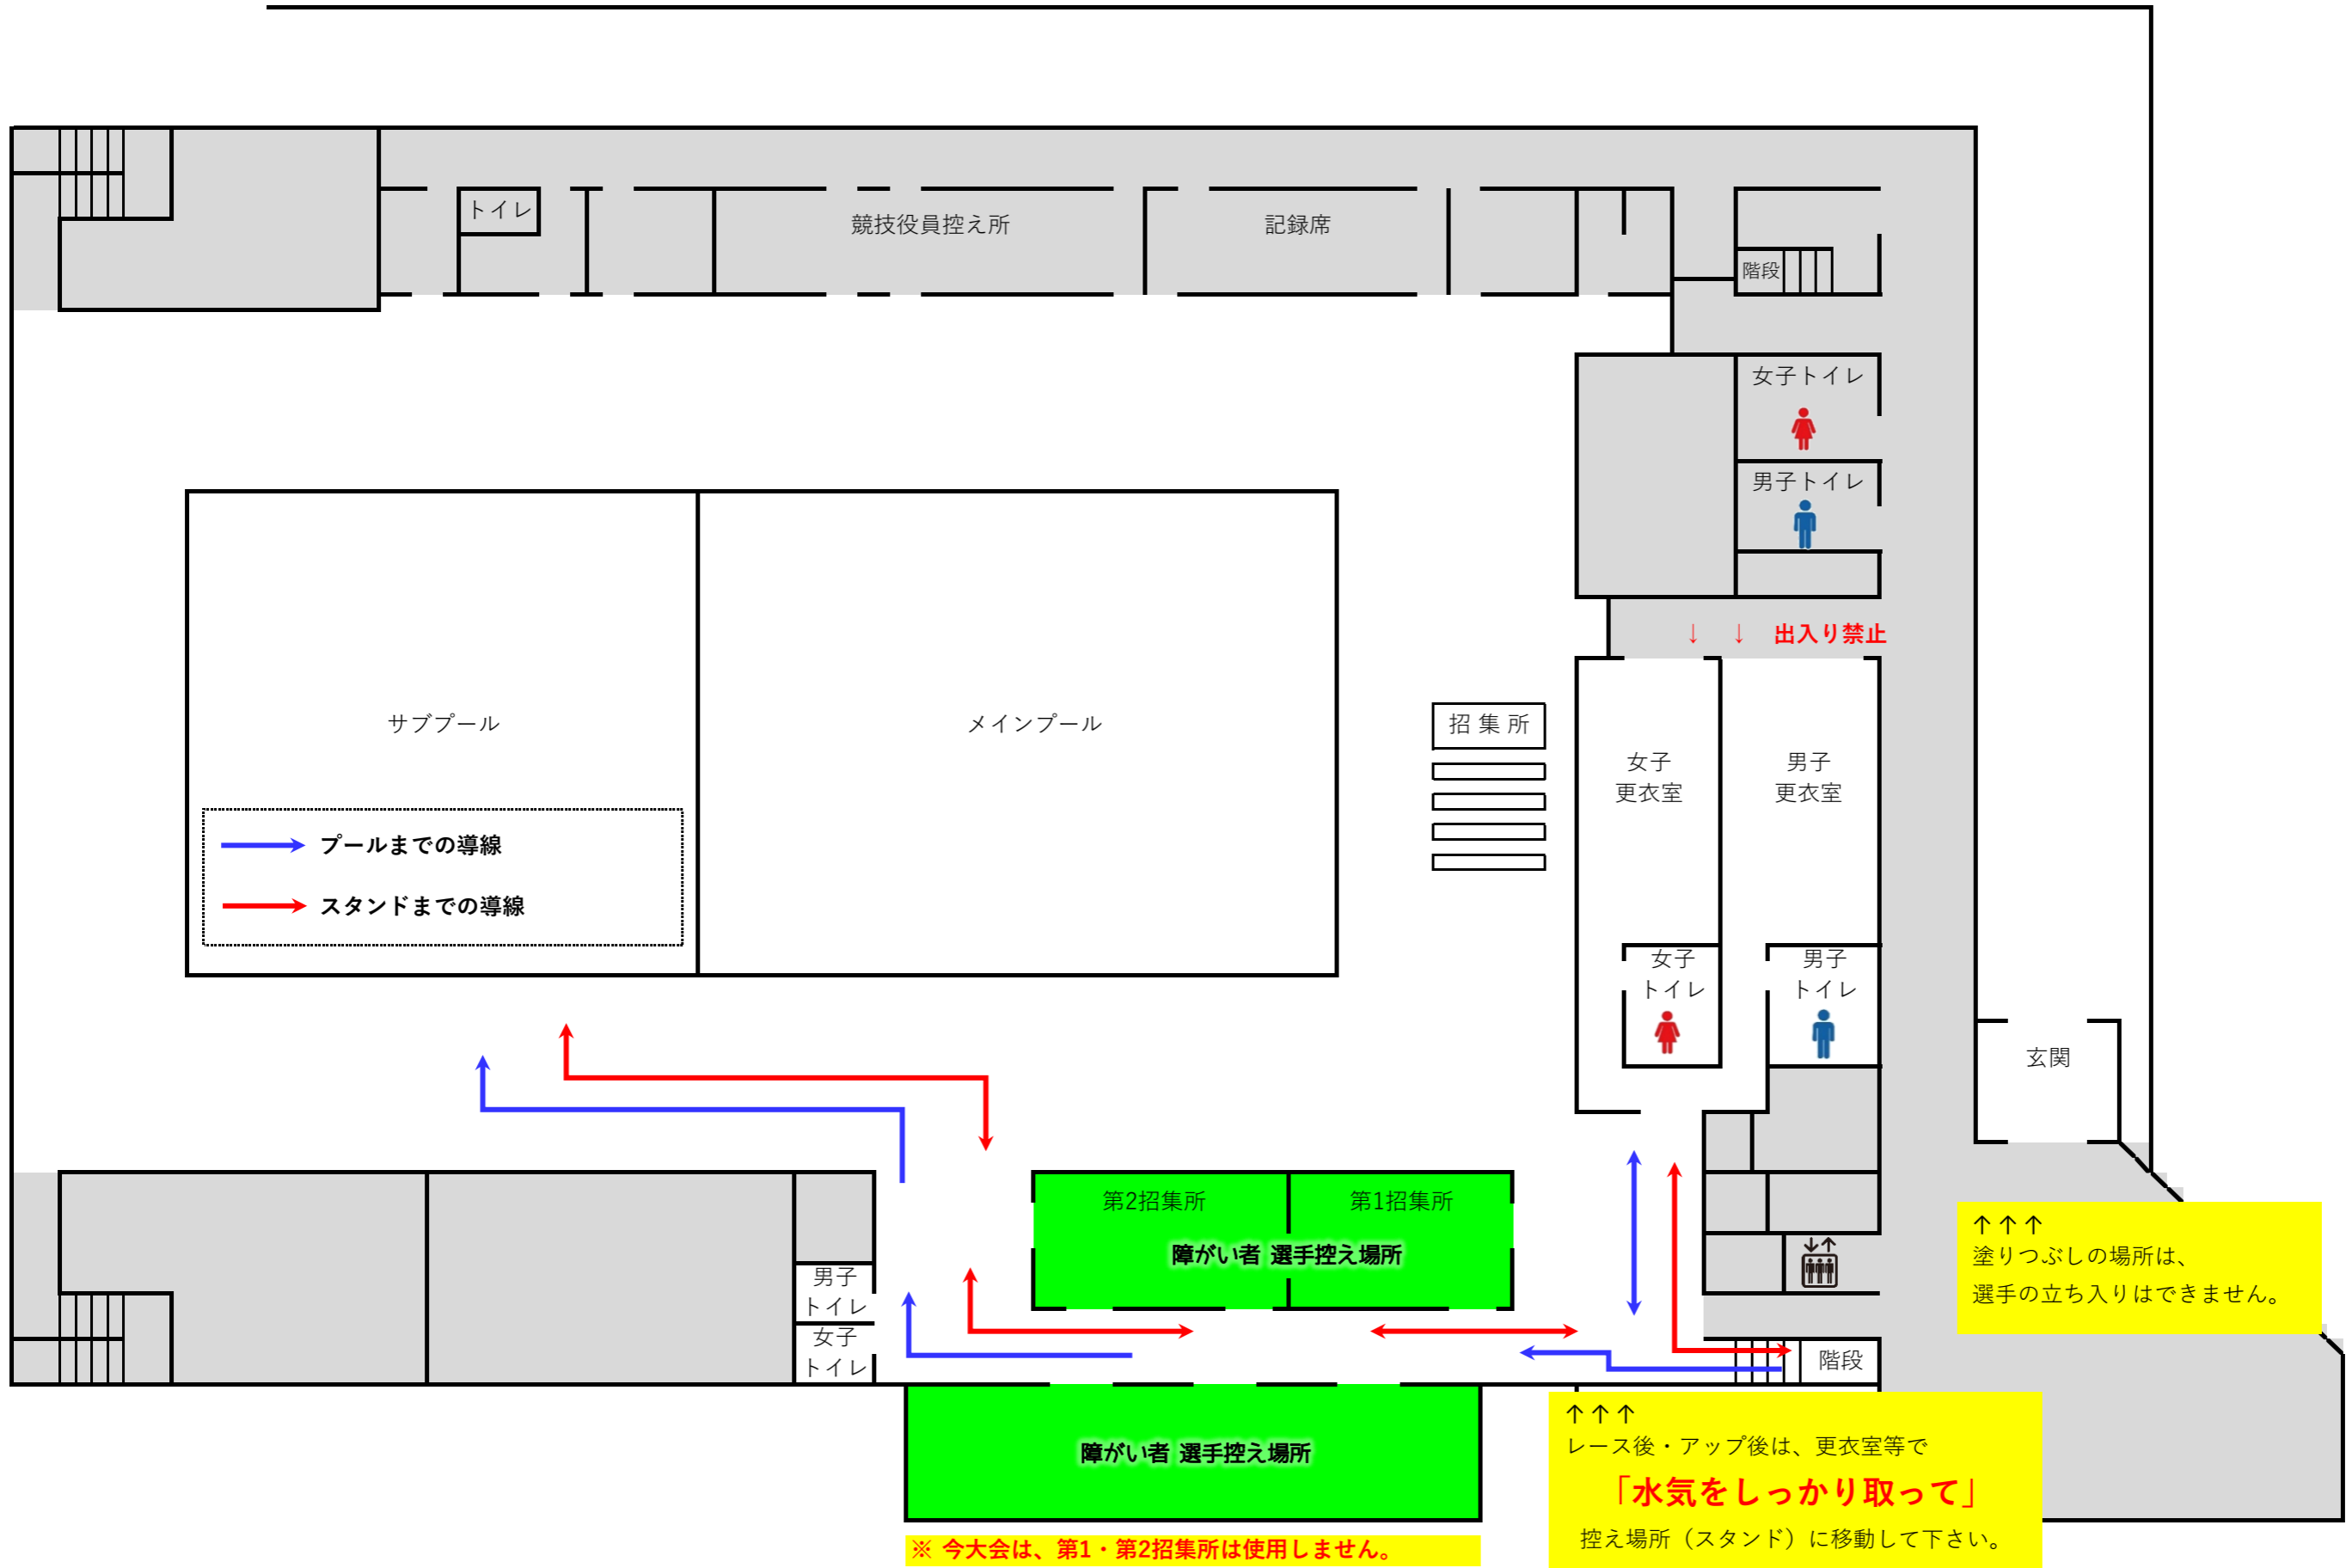 トイレ
競技役員控え所
記録席
階段
女子トイレ
男子トイレ
↓ ↓ 出入り禁止
サブプール
メインプール
招 集 所
女子
更衣室
男子
更衣室
プールまでの導線
スタンドまでの導線
女子
トイレ
男子
トイレ
玄関
第2招集所
第1招集所
障がい者 選手控え場所
男子
トイレ
女子
トイレ
↑ ↑ ↑
塗りつぶしの場所は、
選手の立ち入りはできません。
階段
障がい者 選手控え場所
↑ ↑ ↑
レース後・アップ後は、更衣室等で
「水気をしっかり取って」
控え場所（スタンド）に移動して下さい。
※ 今大会は、第1・第2招集所は使用しません。